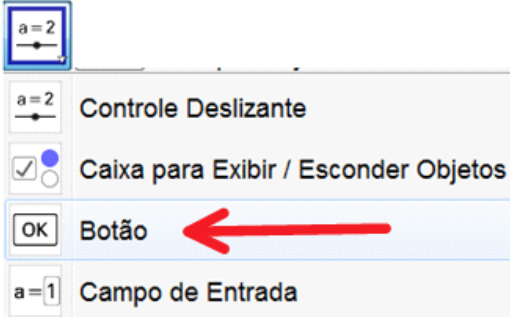 a=2
a=2 Controle Deslizante
Caixa para Exibir / Esconder Objetos
OK Botão
a=1 Campo de Entrada